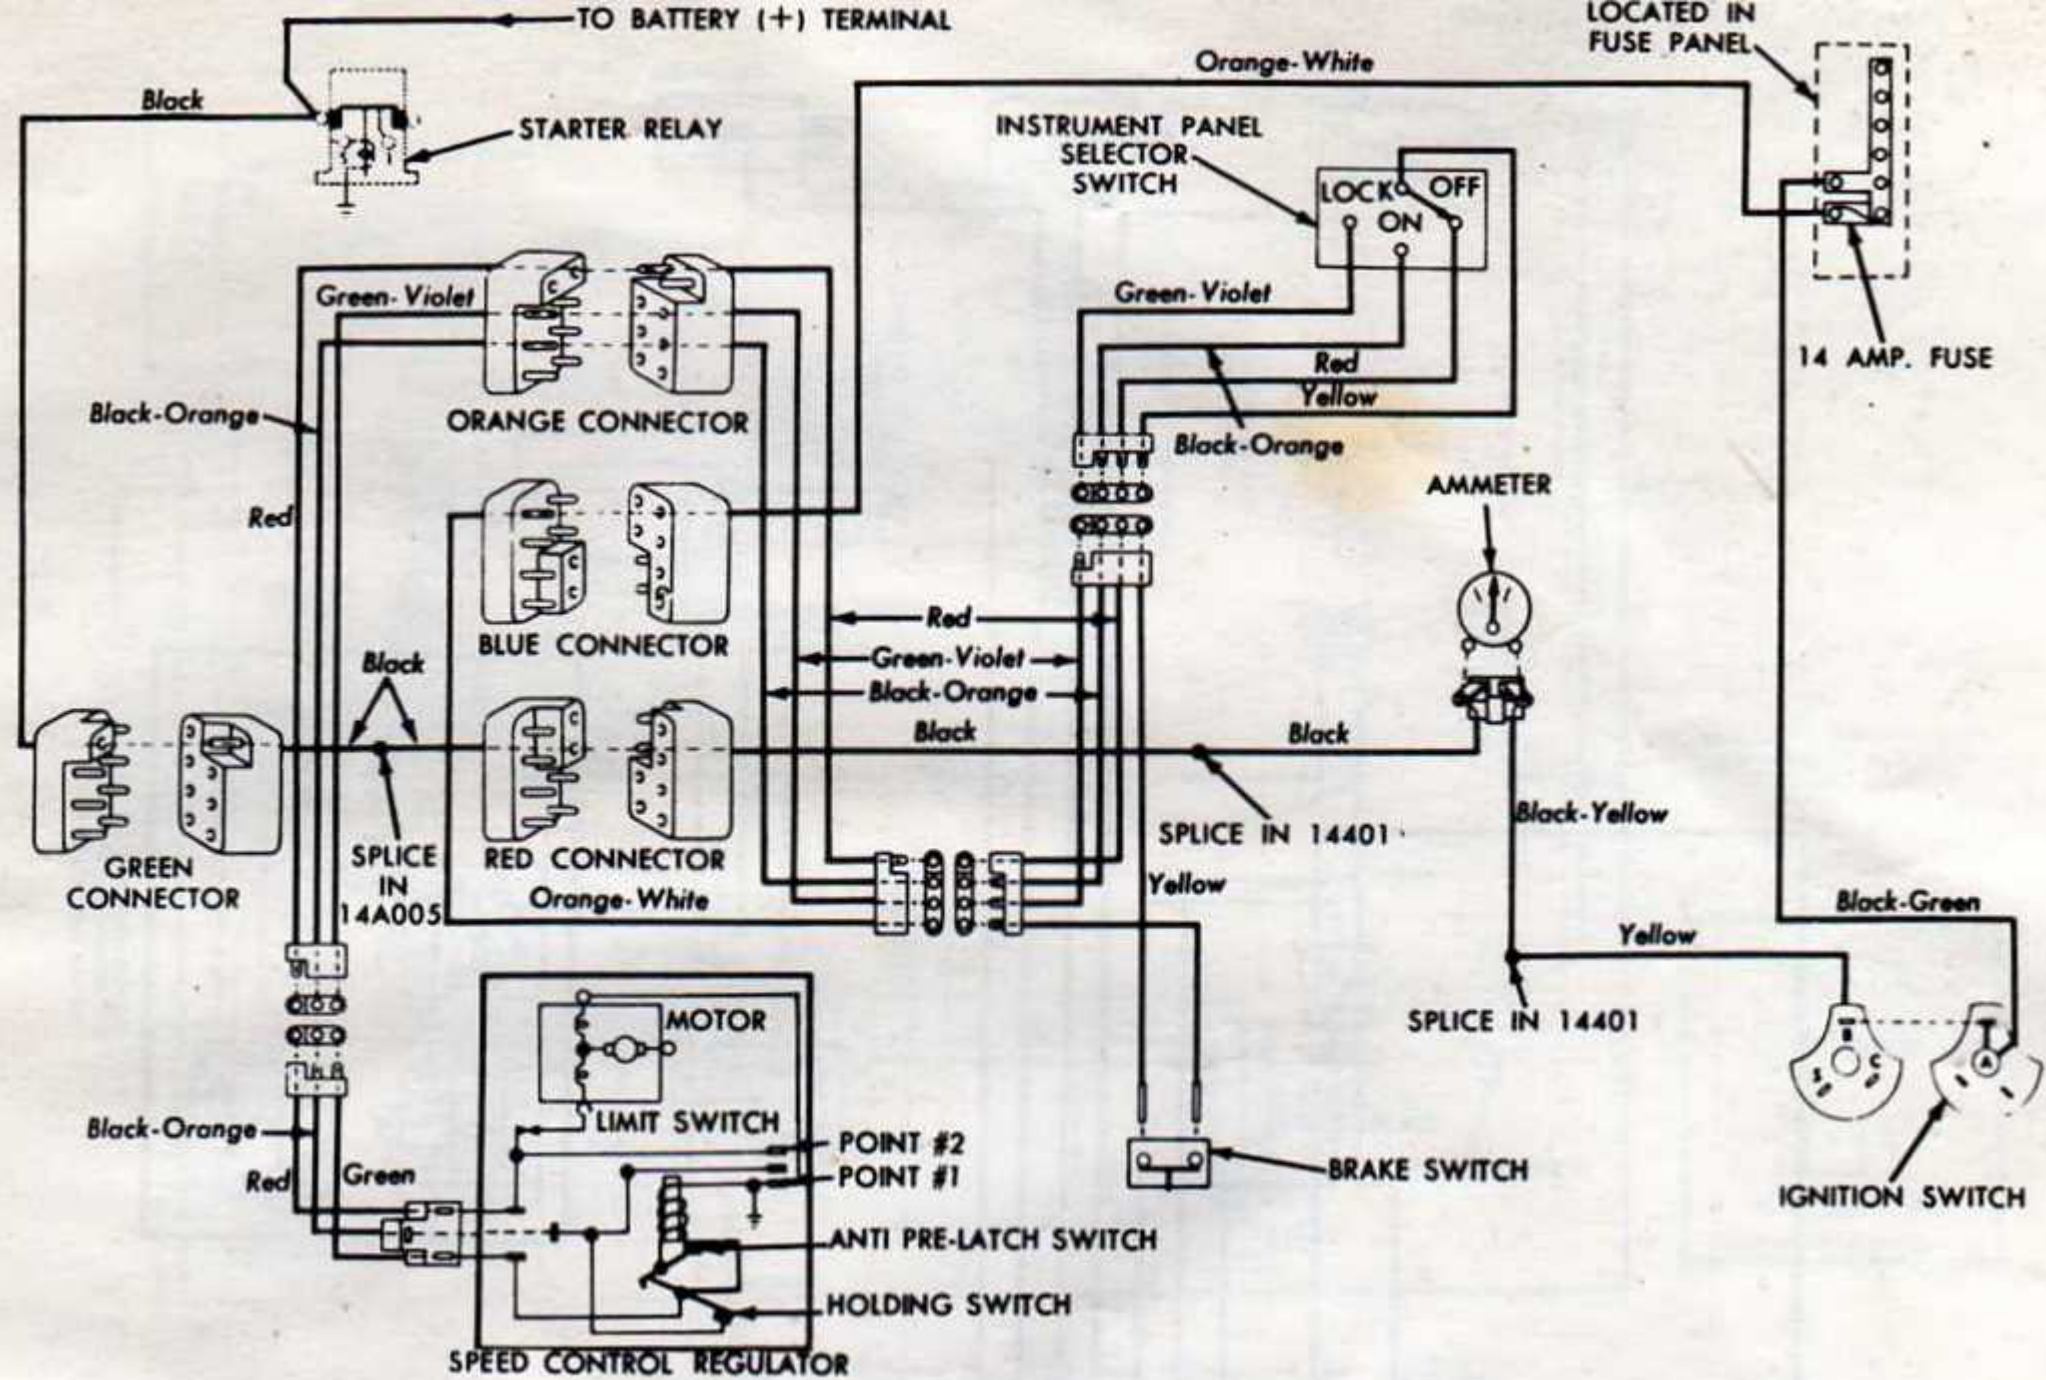 TO BATTERY (+) TERMINAL
LOCATED IN
FUSE PANEL
Orange-White
Black
STARTER RELAY
INSTRUMENT PANEL
SELECTOR
SWITCH
LOCK
OFF
ON
Green-Violet
Green-Violet
14 AMP. FUSE
Red
Yellow
Black-Orange
ORANGE CONNECTOR
Black-Orange
AMMETER
Red
Red
BLUE CONNECTOR
Black
Green-Violet
Black-Orange
Black
Black
Black-Yellow
SPLICE IN 14401
GREEN
CONNECTOR
SPLICE
IN
14A005
RED CONNECTOR
Orange-White
Yellow
Black-Green
Yellow
MOTOR
SPLICE IN 14401
B
S
C
A
LIMIT SWITCH
Black-Orange
POINT #2
POINT #1
Red
Green
BRAKE SWITCH
IGNITION SWITCH
ANTI PRE-LATCH SWITCH
HOLDING SWITCH
SPEED CONTROL REGULATOR